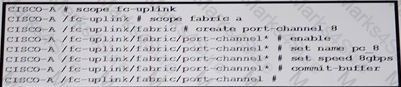 CISCO-A # scope fc-uplink
CISCO-A /fc-uplink # scope fabric a
CISCO-A /fc-uplink/fabric # create port-channel 8
CISCO-A /fc-uplink/fabric/port-channel* # enable
CISCO-A /fc-uplink/fabric/port-channel* # set name pc_8
CISCO-A /fc-uplink/fabric/port-channel* # set speed 8gbps
CISCO-A /fc-uplink/fabric/port-channel* # commit-buffer
CISCO-A /fc-uplink/fabric/port-channel #